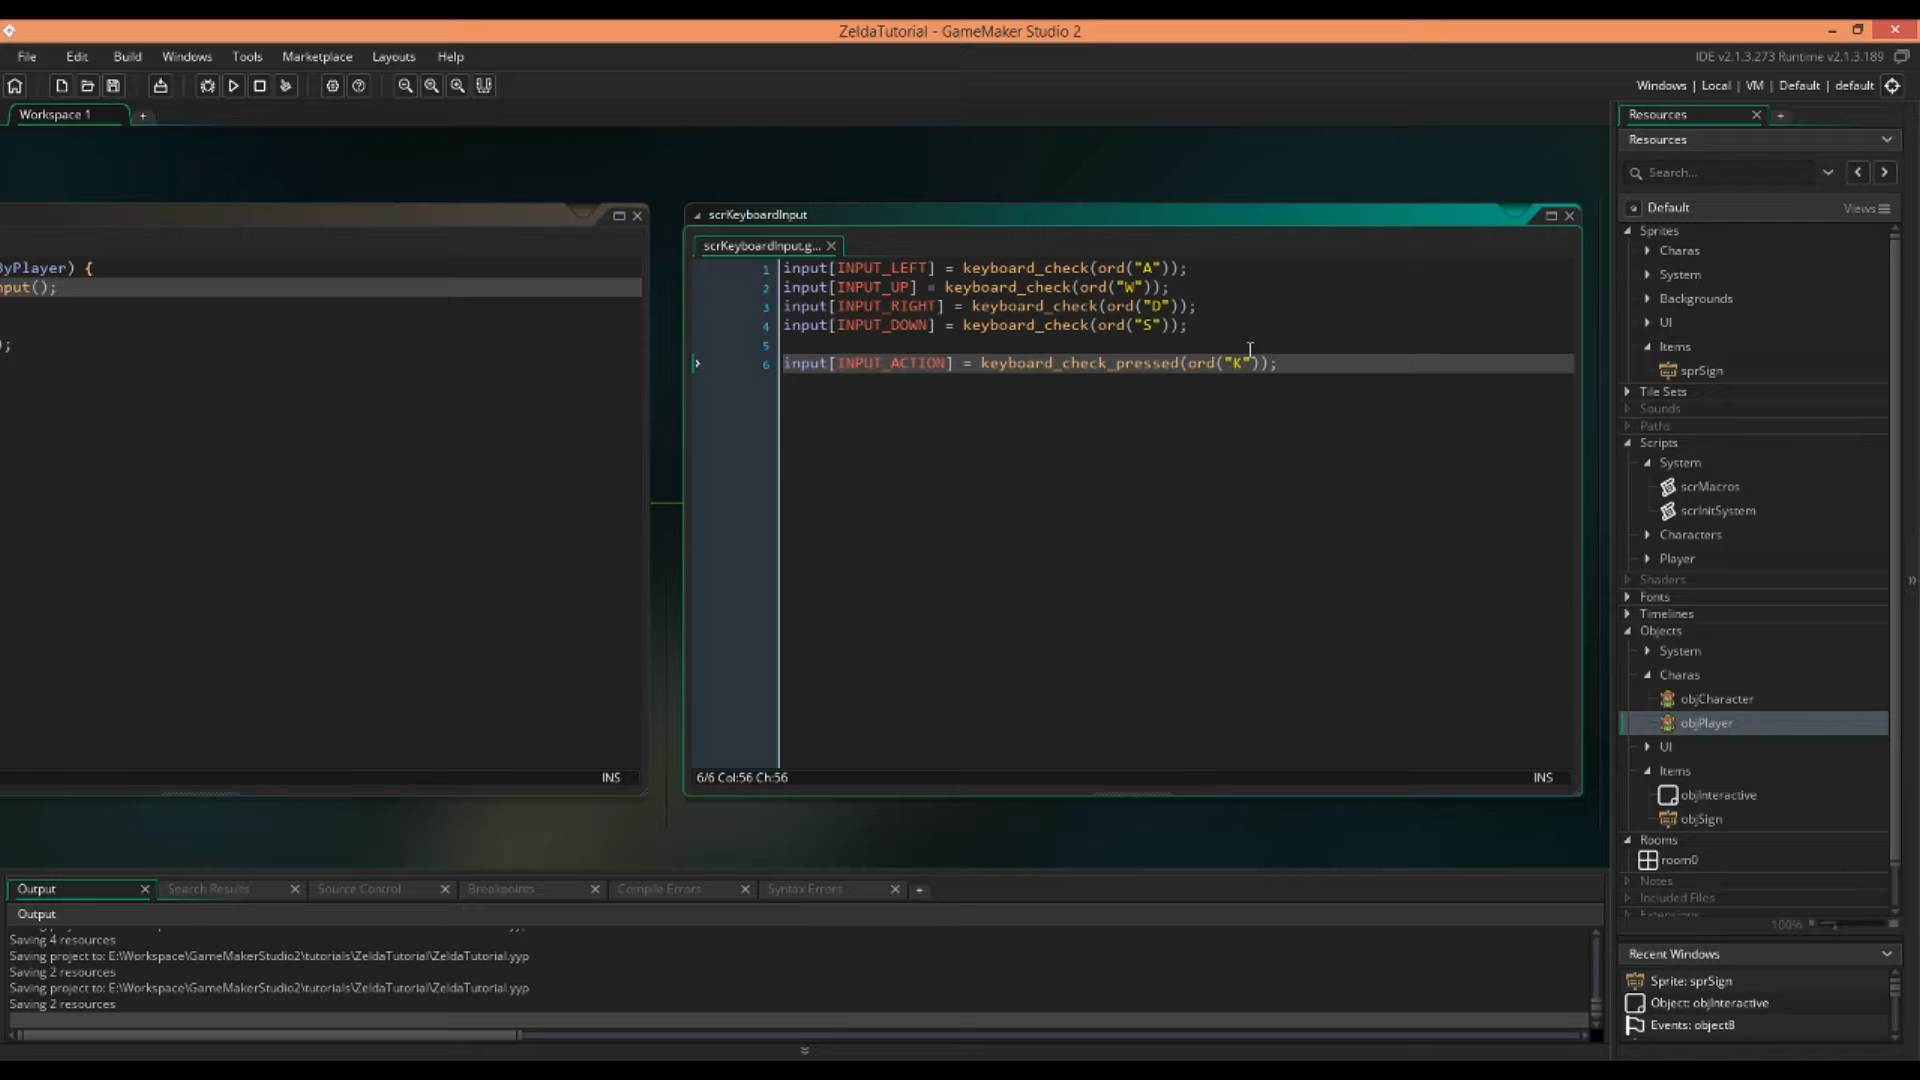 ZeldaTutorial - GameMaker Studio 2
File Edit Build Windows Tools Marketplace Layouts Help
IDE v2.1.3.273 Runtime v2.1.3.189
Windows | Local | VM | Default | default
Workspace 1
Resources
Resources
Search...
Default
Views
Sprites
Charas
System
Backgrounds
UI
Items
sprSign
Tile Sets
Sounds
Paths
Scripts
System
scrMacros
scrInitSystem
Characters
Player
Shaders
Fonts
Timelines
Objects
System
Charas
objCharacter
objPlayer
UI
Items
objInteractive
objSign
Rooms
room0
Notes
Included Files
100%
Recent Windows
Sprite: sprSign
Object: objInteractive
Events: object8
ByPlayer) {
nput();
);
INS
scrKeyboardInput
scrKeyboardInput.g...
1 input[INPUT_LEFT] = keyboard_check(ord("A"));
2 input[INPUT_UP] = keyboard_check(ord("W"));
3 input[INPUT_RIGHT] = keyboard_check(ord("D"));
4 input[INPUT_DOWN] = keyboard_check(ord("S"));
5
6 input[INPUT_ACTION] = keyboard_check_pressed(ord("K"));
6/6 Col:56 Ch:56
INS
Output Search Results Source Control Breakpoints Compile Errors Syntax Errors
Output
Saving 4 resources
Saving project to: E:\Workspace\GameMakerStudio2\tutorials\ZeldaTutorial\ZeldaTutorial.yyp
Saving 2 resources
Saving project to: E:\Workspace\GameMakerStudio2\tutorials\ZeldaTutorial\ZeldaTutorial.yyp
Saving 2 resources